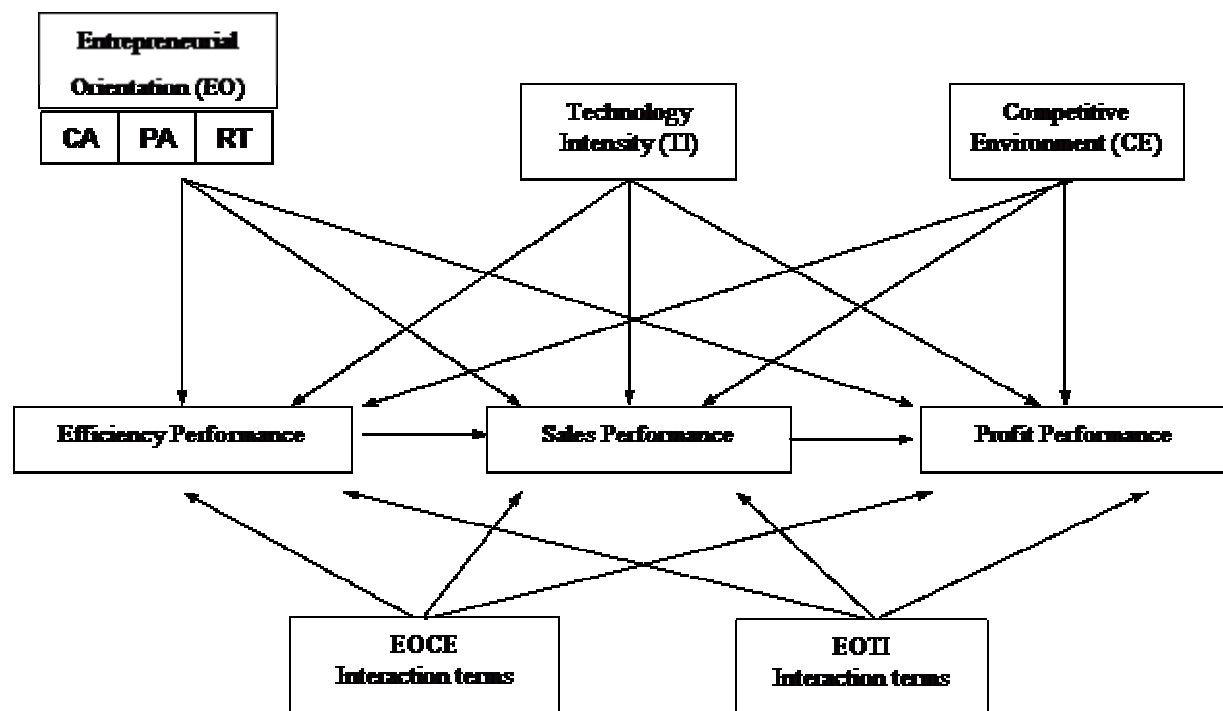 Entrepreneurial
Orientation (EO)
CA PA RT
Technology
Intensity (TI)
Competitive
Environment (CE)
Efficiency Performance
Sales Performance
Profit Performance
EOCE
Interaction terms
EOTI
Interaction terms